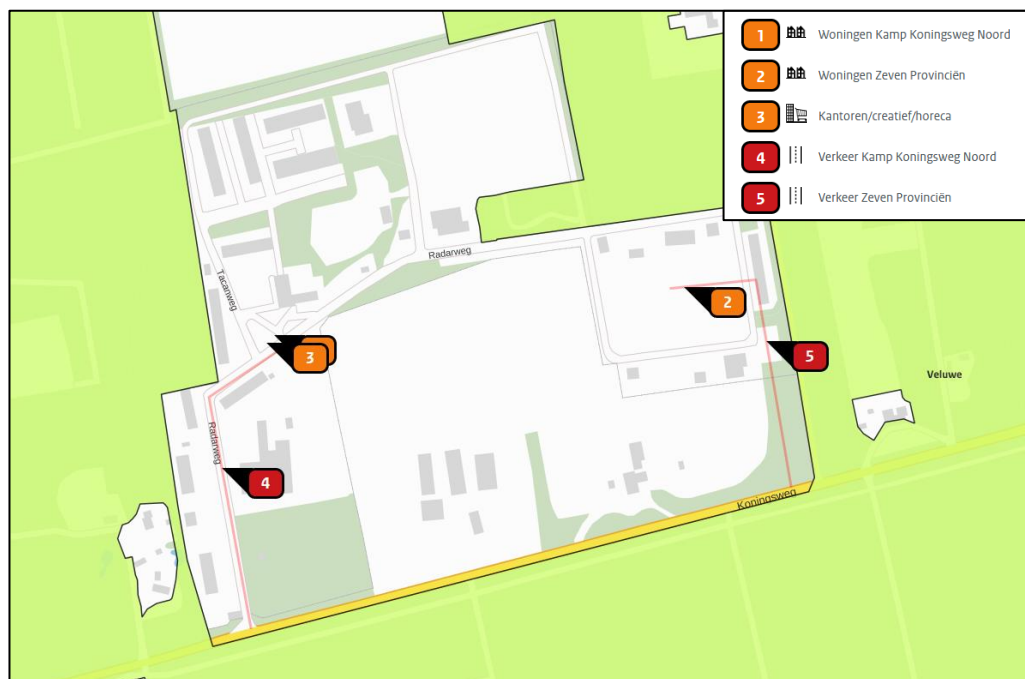 1 Woningen Kamp Koningsweg Noord
2 Woningen Zeven Provinciën
3 Kantoren/creatief/horeca
4 Verkeer Kamp Koningsweg Noord
5 Verkeer Zeven Provinciën
Radarweg
Tacanweg
2
3
5
Veluwe
Radarweg
4
Koningsweg